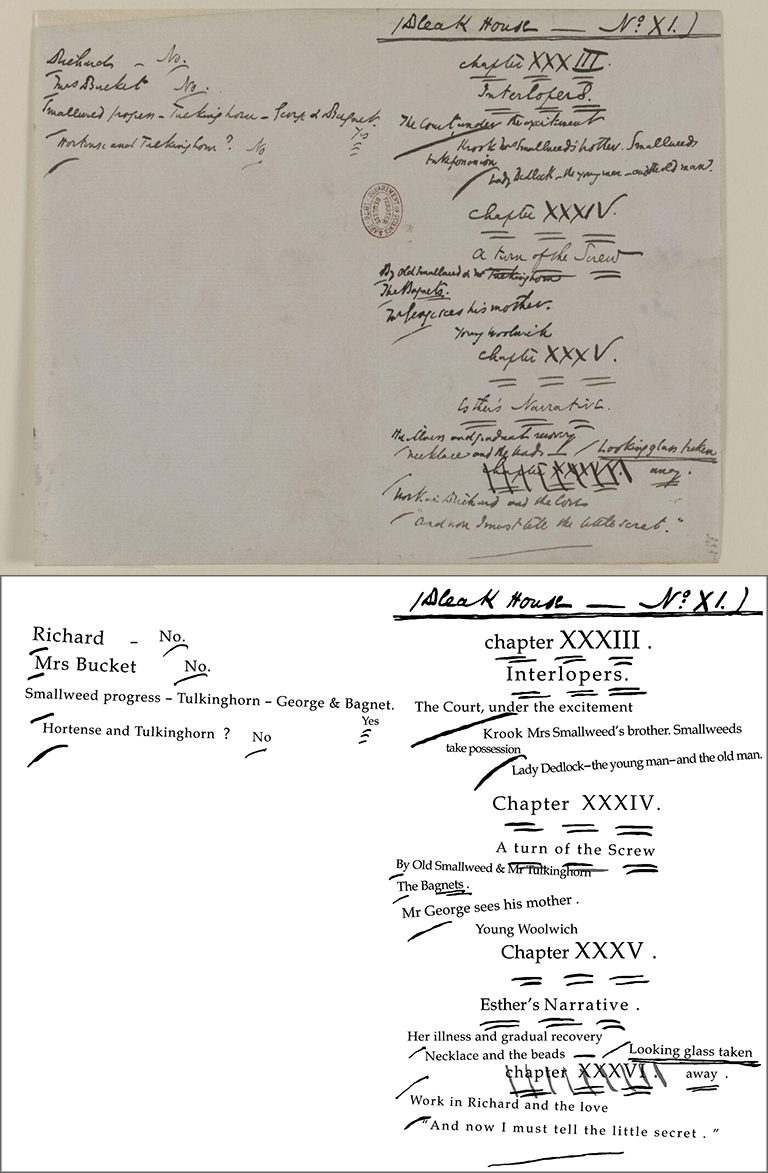 (Bleak House — No. XI.)
Richard – No.
Mrs Bucket No.
Smallweed progress – Tulkinghorn – George & Bagnet.
Yes
Hortense and Tulkinghorn ? No
chapter XXXIII.
Interlopers.
The Court, under the excitement
Krook Mrs Smallweed's brother. Smallweeds
take possession
Lady Dedlock – the young man – and the old man?
chapter XXXIV.
A turn of the Screw
By Old Smallweed & Mr Tulkinghorn
The Bagnets.
Mr George sees his mother.
Young Woolwich
chapter XXXV.
Esther's Narrative.
Her illness and gradual recovery
Necklace and the beads — / Looking glass taken
chapter XXXVI. away.
Work in Richard and the love
"And now I must tell the little secret."
(Bleak House — No. XI.)
Richard – No.
Mrs Bucket No.
Smallweed progress – Tulkinghorn – George & Bagnet.
Yes
Hortense and Tulkinghorn ? No
chapter XXXIII .
Interlopers.
The Court, under the excitement
Krook Mrs Smallweed's brother. Smallweeds
take possession
Lady Dedlock–the young man–and the old man.
Chapter XXXIV.
A turn of the Screw
By Old Smallweed & Mr Tulkinghorn
The Bagnets .
Mr George sees his mother .
Young Woolwich
Chapter XXXV .
Esther's Narrative .
Her illness and gradual recovery
Necklace and the beads — / Looking glass taken
chapter XXXVI . away .
Work in Richard and the love
"And now I must tell the little secret . "